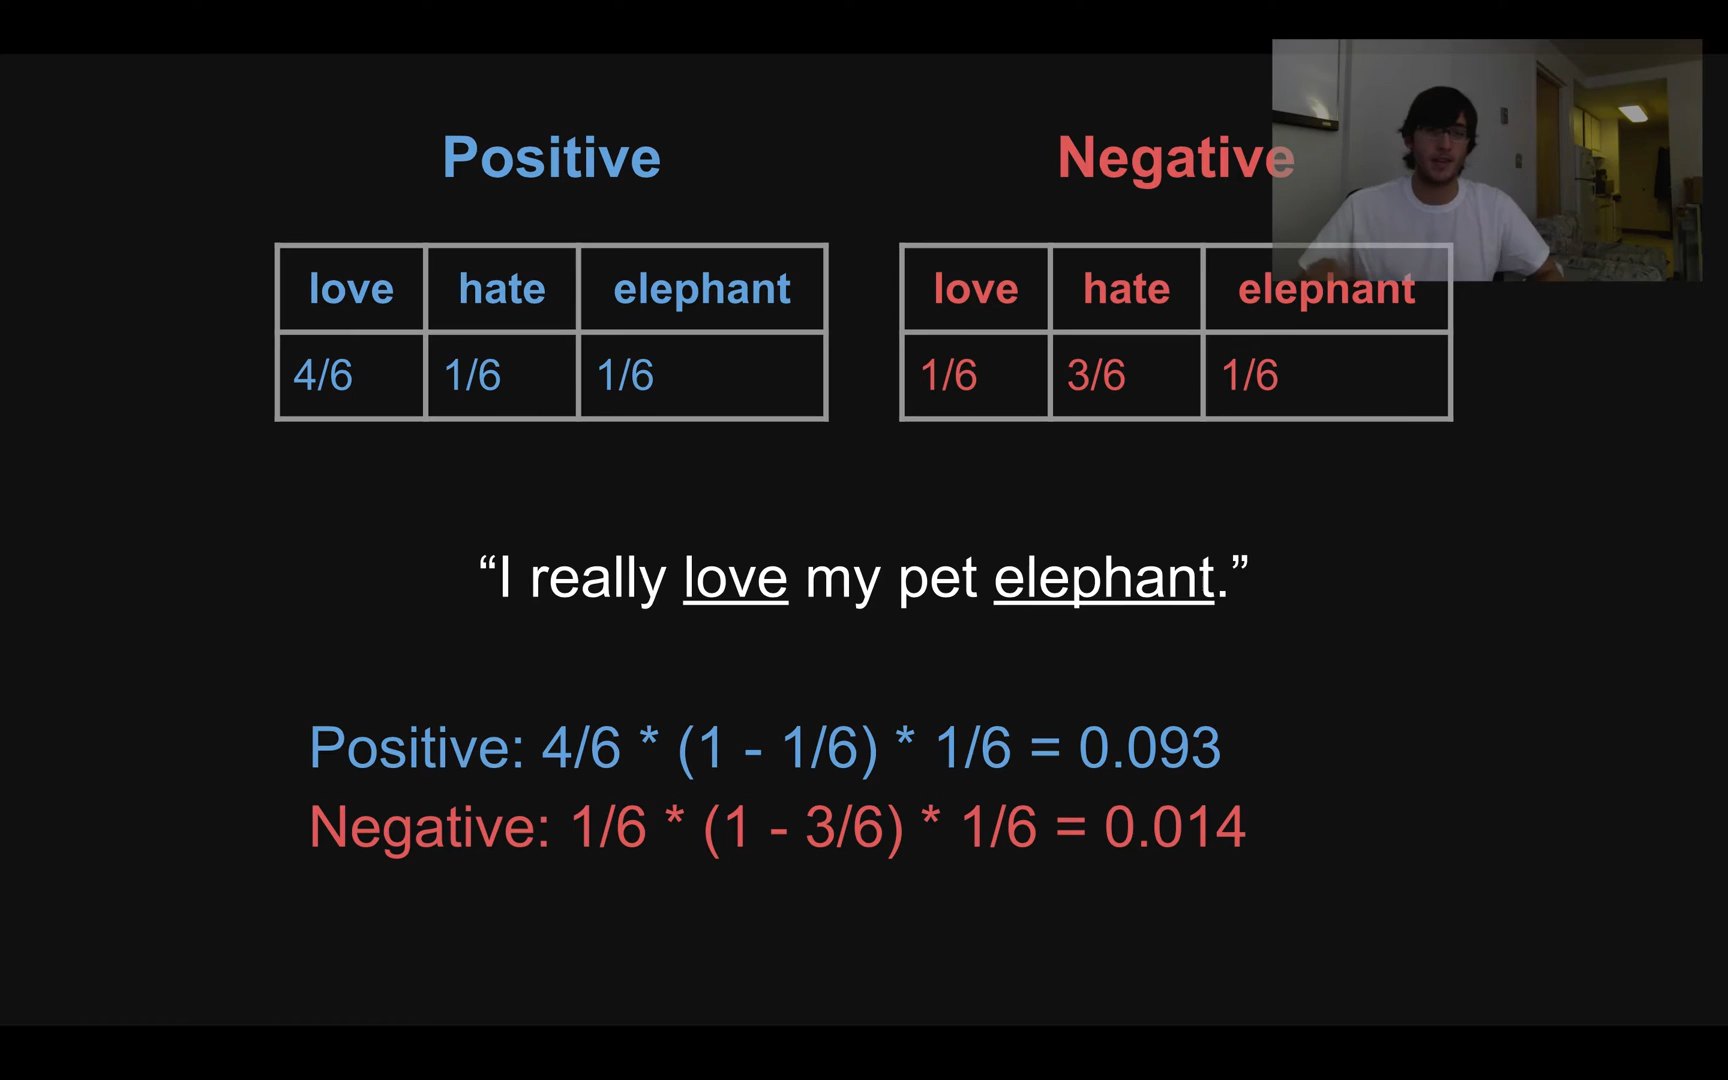 Positive
Negative
love hate elephant
4/6 1/6 1/6
love hate elephant
1/6 3/6 1/6
“I really love my pet elephant.”
Positive: 4/6 * (1 - 1/6) * 1/6 = 0.093
Negative: 1/6 * (1 - 3/6) * 1/6 = 0.014